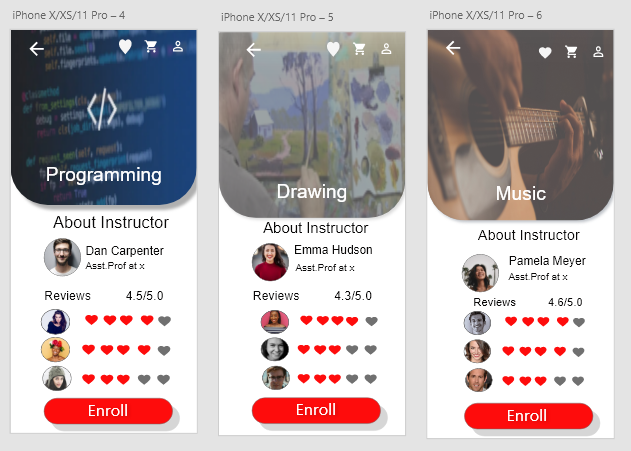 iPhone X/XS/11 Pro – 4
Programming
About Instructor
Dan Carpenter
Asst.Prof at x
Reviews 4.5/5.0
Enroll
iPhone X/XS/11 Pro – 5
Drawing
About Instructor
Emma Hudson
Asst.Prof at x
Reviews 4.3/5.0
Enroll
iPhone X/XS/11 Pro – 6
Music
About Instructor
Pamela Meyer
Asst.Prof at x
Reviews 4.6/5.0
Enroll